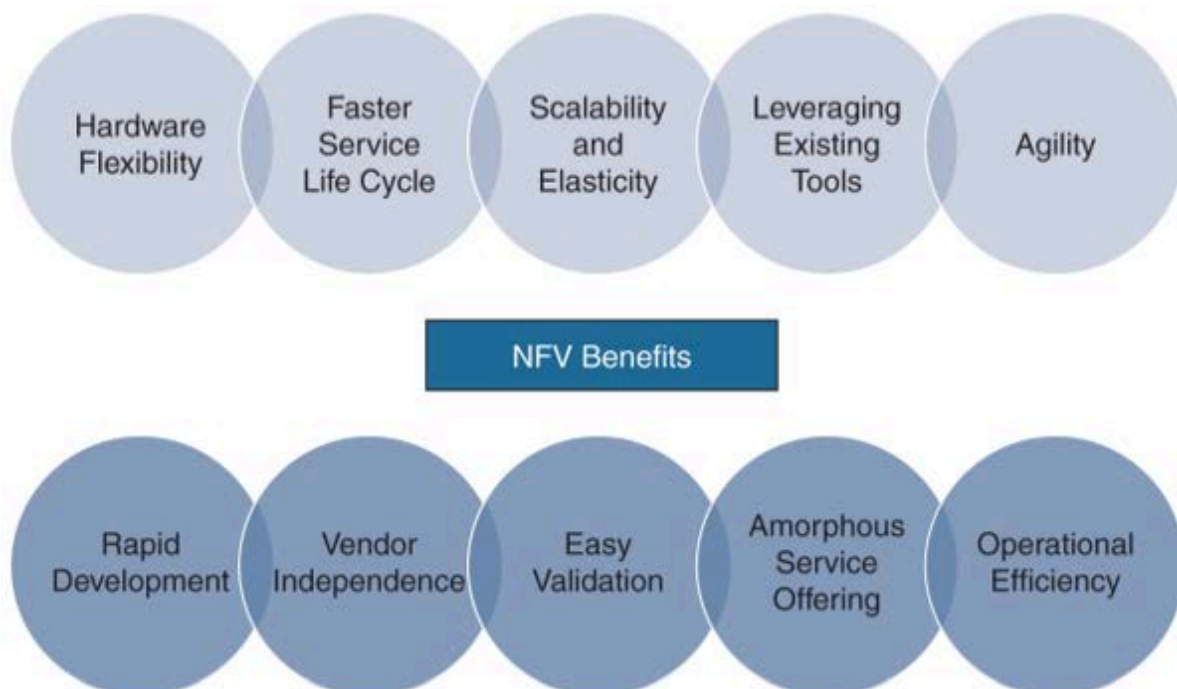 Hardware
Flexibility
Faster
Service
Life Cycle
Scalability
and
Elasticity
Leveraging
Existing
Tools
Agility
NFV Benefits
Rapid
Development
Vendor
Independence
Easy
Validation
Amorphous
Service
Offering
Operational
Efficiency